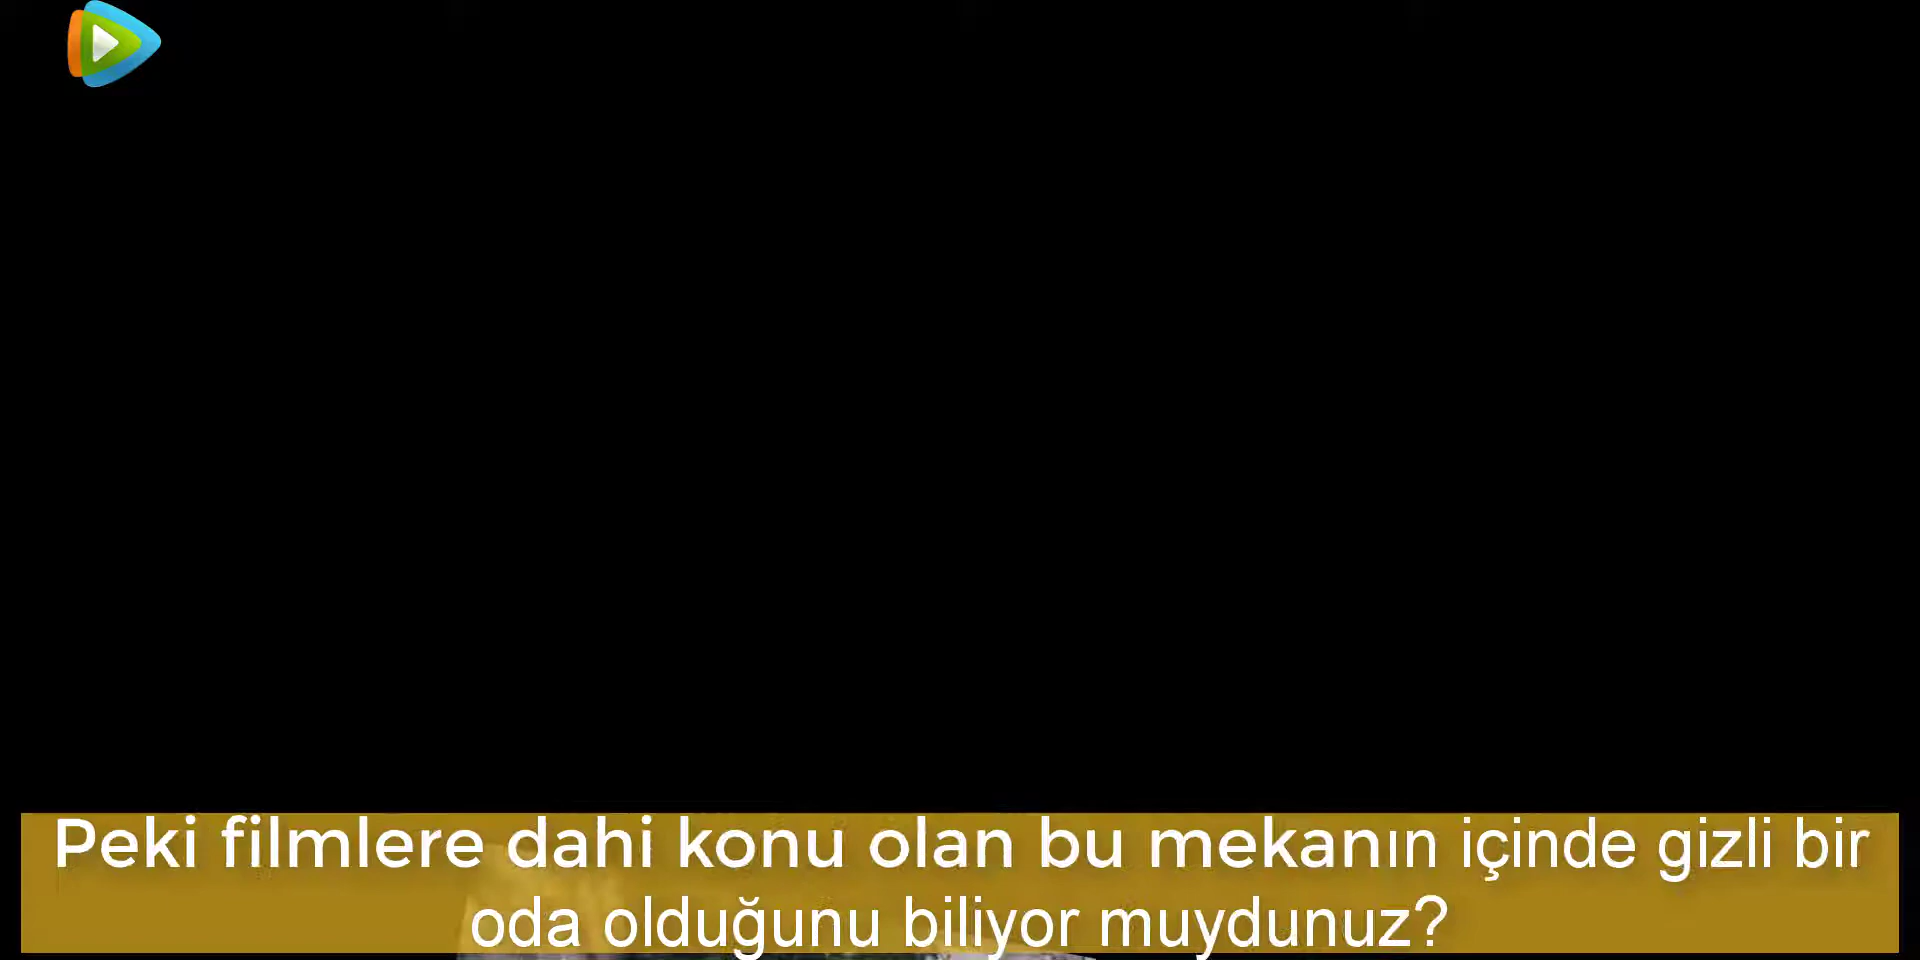 Peki filmlere dahi konu olan bu mekanın içinde gizli bir
oda olduğunu biliyor muydunuz?